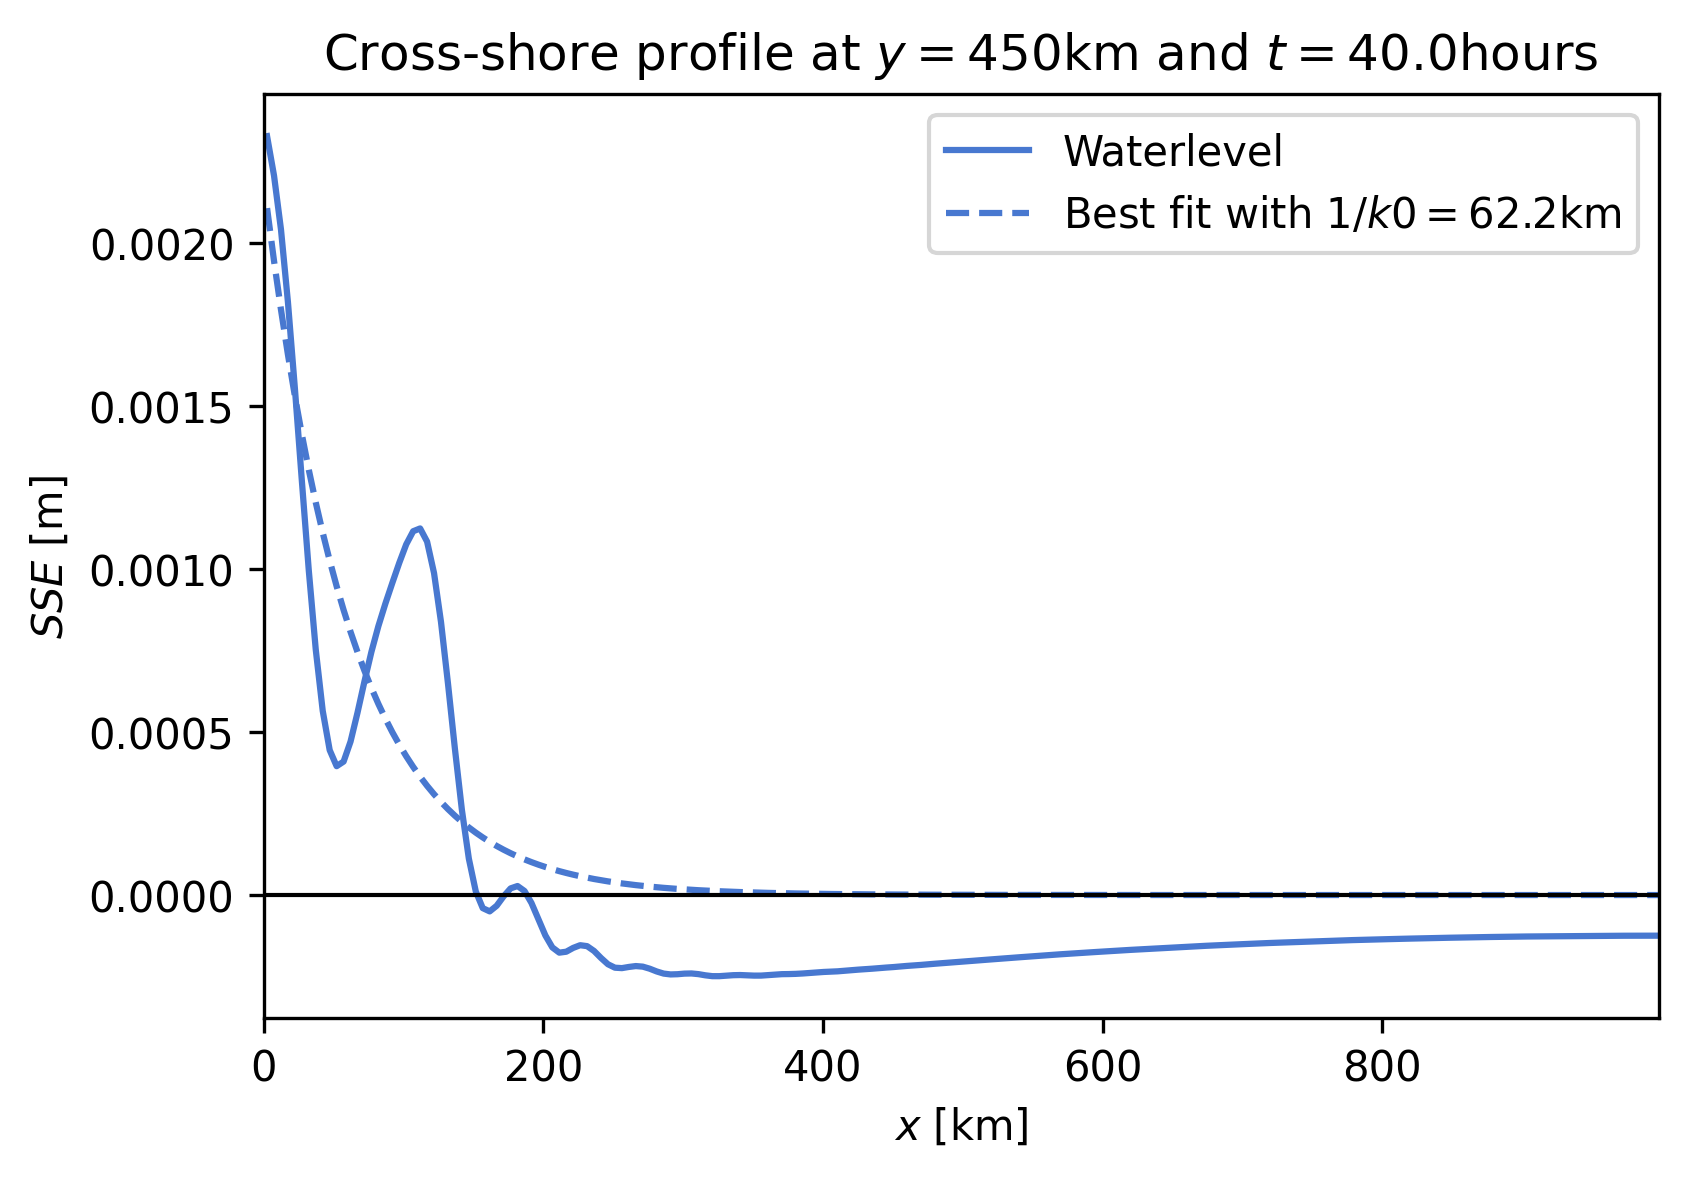 Cross-shore profile at y = 450km and t = 40.0hours
Waterlevel
Best fit with 1/k0 = 62.2km
SSE [m]
0.0020
0.0015
0.0010
0.0005
0.0000
0 200 400 600 800
x [km]